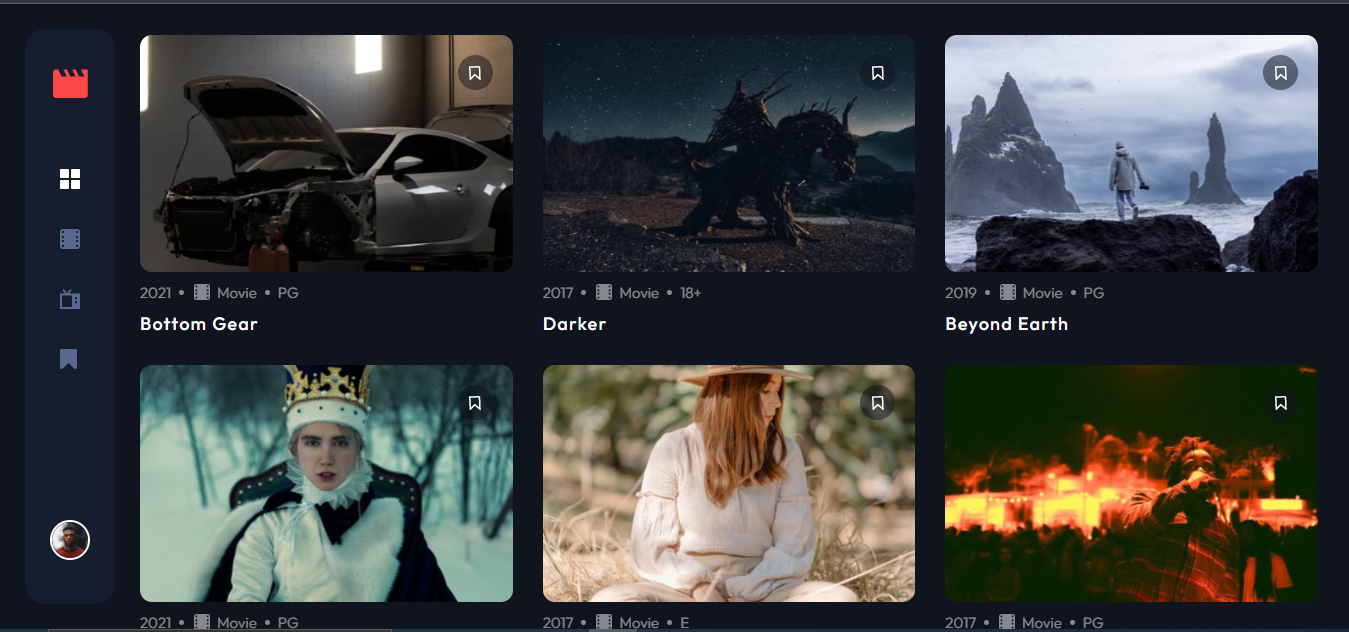 2021 • Movie • PG
Bottom Gear
2017 • Movie • 18+
Darker
2019 • Movie • PG
Beyond Earth
2021 • Movie • PG
2017 • Movie • E
2017 • Movie • PG